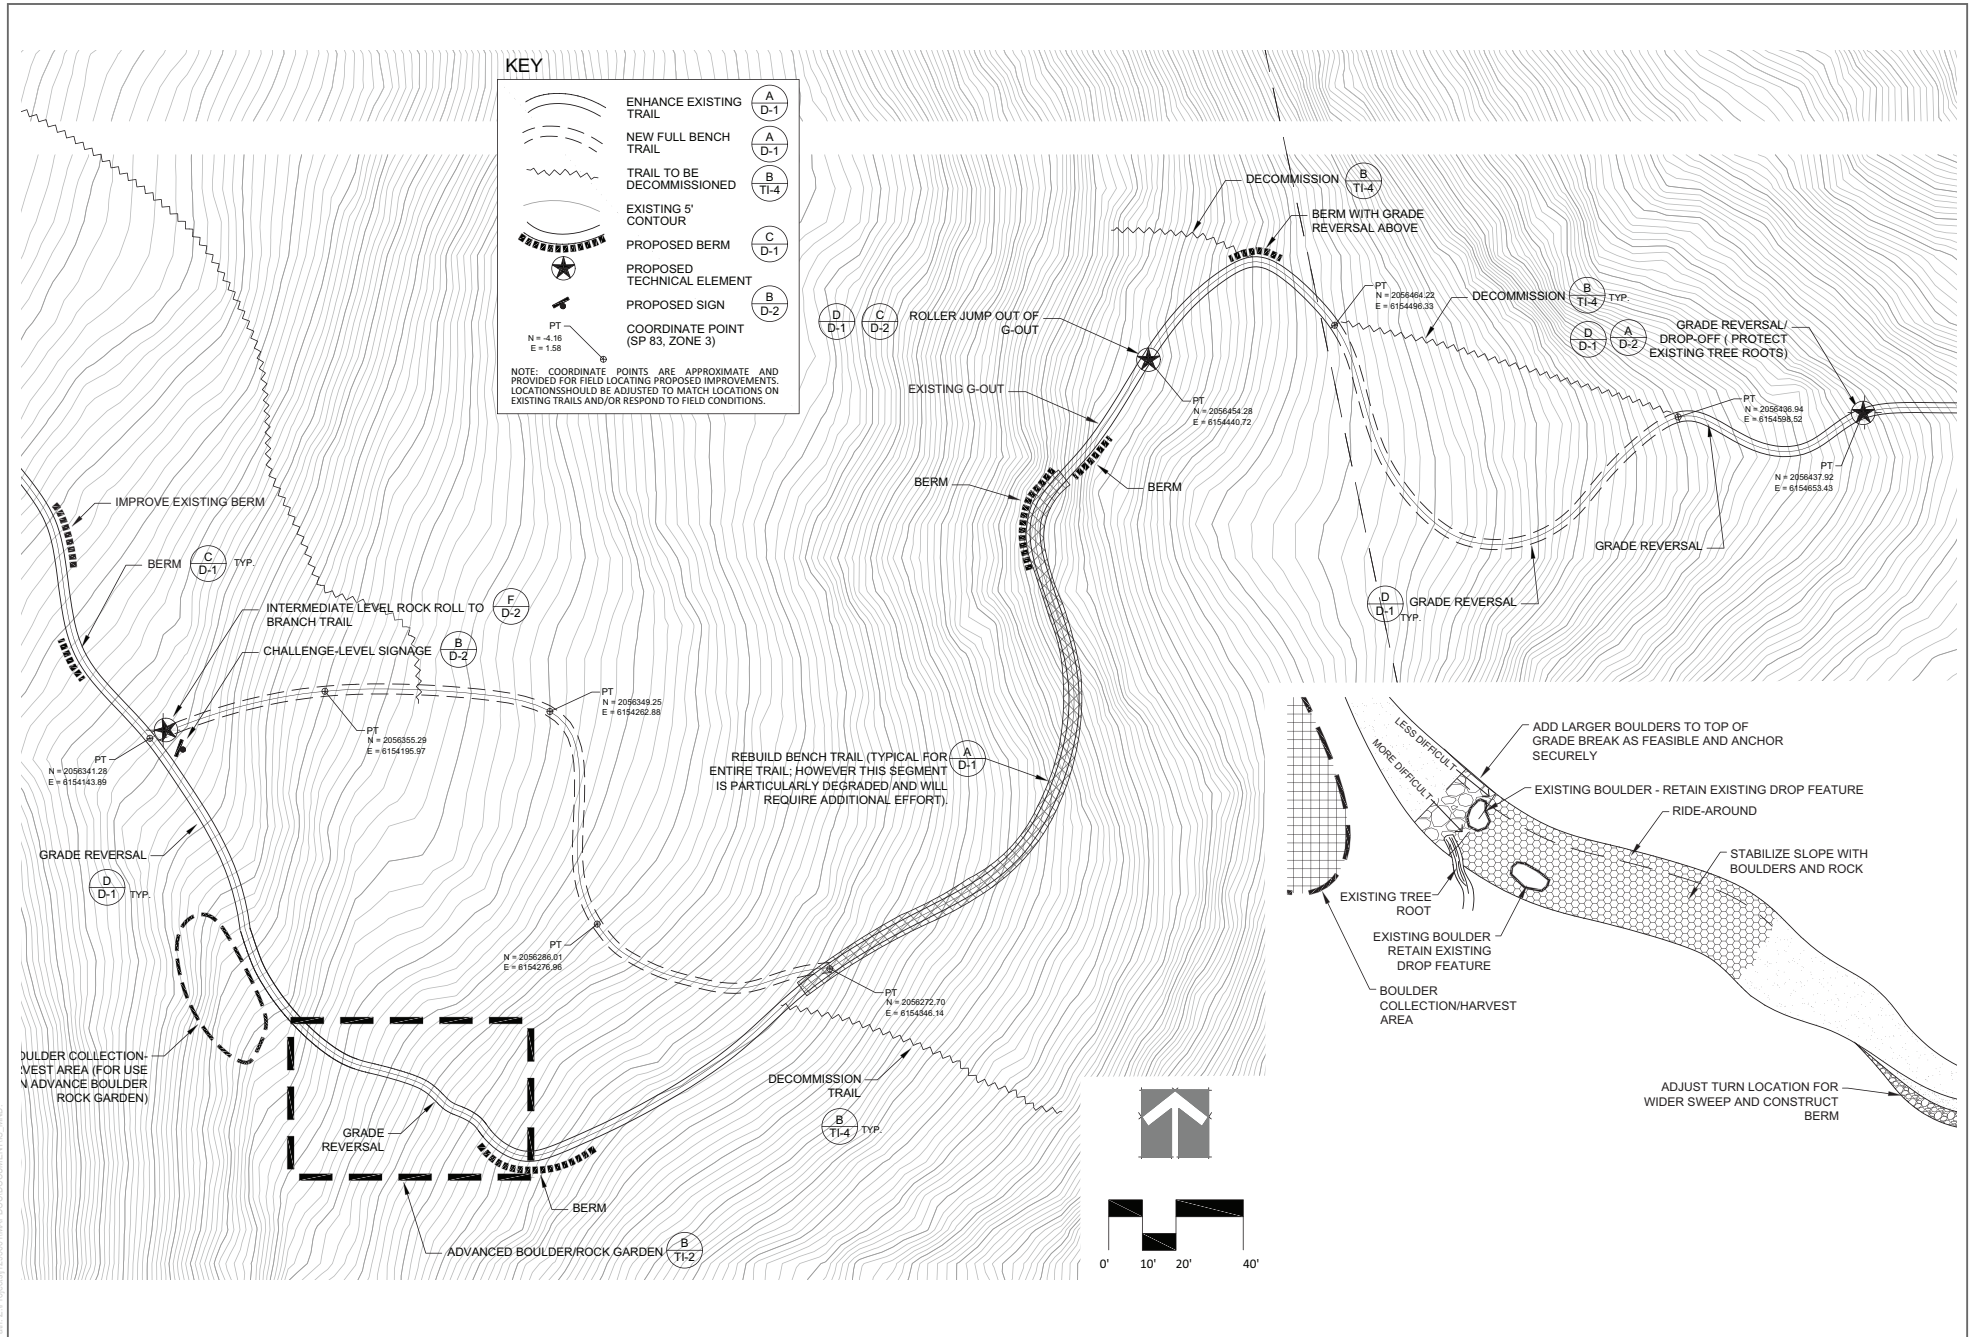 KEY
ENHANCE EXISTING
TRAIL
A
D-1
NEW FULL BENCH
TRAIL
A
D-1
TRAIL TO BE
DECOMMISSIONED
B
TI-4
EXISTING 5'
CONTOUR
PROPOSED BERM
C
D-1
PROPOSED
TECHNICAL ELEMENT
PROPOSED SIGN
B
D-2
PT
N = -4.16
E = 1.58
COORDINATE POINT
(SP 83, ZONE 3)
NOTE: COORDINATE POINTS ARE APPROXIMATE AND
PROVIDED FOR FIELD LOCATING PROPOSED IMPROVEMENTS.
LOCATIONSSHOULD BE ADJUSTED TO MATCH LOCATIONS ON
EXISTING TRAILS AND/OR RESPOND TO FIELD CONDITIONS.
DECOMMISSION
B
TI-4
BERM WITH GRADE
REVERSAL ABOVE
PT
N = 2056464.22
E = 6154496.33
DECOMMISSION
B
TI-4
TYP.
D
D-1
A
D-2
GRADE REVERSAL/
DROP-OFF ( PROTECT
EXISTING TREE ROOTS)
D
D-1
C
D-2
ROLLER JUMP OUT OF
G-OUT
EXISTING G-OUT
PT
N = 2056454.28
E = 6154440.72
PT
N = 2056436.94
E = 6154598.52
PT
N = 2056437.92
E = 6154653.43
BERM
BERM
GRADE REVERSAL
D
D-1
TYP.
GRADE REVERSAL
IMPROVE EXISTING BERM
BERM
C
D-1
TYP.
INTERMEDIATE LEVEL ROCK ROLL TO
BRANCH TRAIL
F
D-2
CHALLENGE-LEVEL SIGNAGE
B
D-2
PT
N = 2056349.25
E = 6154262.88
PT
N = 2056355.29
E = 6154195.97
PT
N = 2056341.28
E = 6154143.89
REBUILD BENCH TRAIL (TYPICAL FOR
ENTIRE TRAIL; HOWEVER THIS SEGMENT
IS PARTICULARLY DEGRADED AND WILL
REQUIRE ADDITIONAL EFFORT).
A
D-1
GRADE REVERSAL
D
D-1
TYP.
PT
N = 2056286.01
E = 6154276.96
PT
N = 2056272.70
E = 6154346.14
OULDER COLLECTION-
VEST AREA (FOR USE
N ADVANCE BOULDER
ROCK GARDEN)
GRADE
REVERSAL
DECOMMISSION
TRAIL
B
TI-4
TYP.
BERM
ADVANCED BOULDER/ROCK GARDEN
B
TI-2
LESS DIFFICULT
MORE DIFFICULT
ADD LARGER BOULDERS TO TOP OF
GRADE BREAK AS FEASIBLE AND ANCHOR
SECURELY
EXISTING BOULDER - RETAIN EXISTING DROP FEATURE
RIDE-AROUND
STABILIZE SLOPE WITH
BOULDERS AND ROCK
EXISTING TREE
ROOT
EXISTING BOULDER
RETAIN EXISTING
DROP FEATURE
BOULDER
COLLECTION/HARVEST
AREA
ADJUST TURN LOCATION FOR
WIDER SWEEP AND CONSTRUCT
BERM
0' 10' 20' 40'